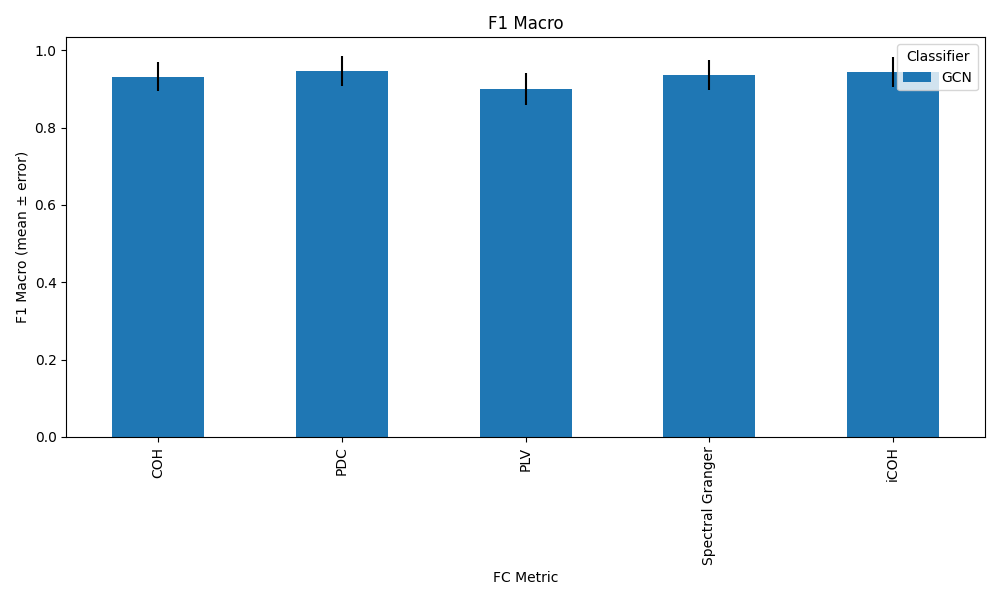 F1 Macro
Classifier
GCN
F1 Macro (mean ± error)
1.0
0.8
0.6
0.4
0.2
0.0
COH
PDC
PLV
Spectral Granger
iCOH
FC Metric